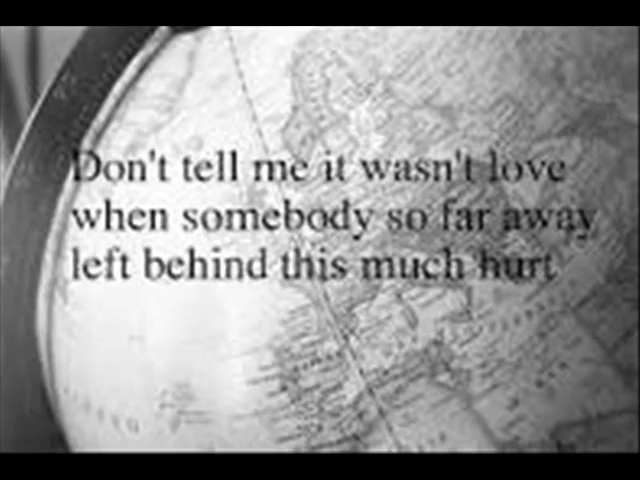 Don't tell me it wasn't love
when somebody so far away
left behind this much hurt